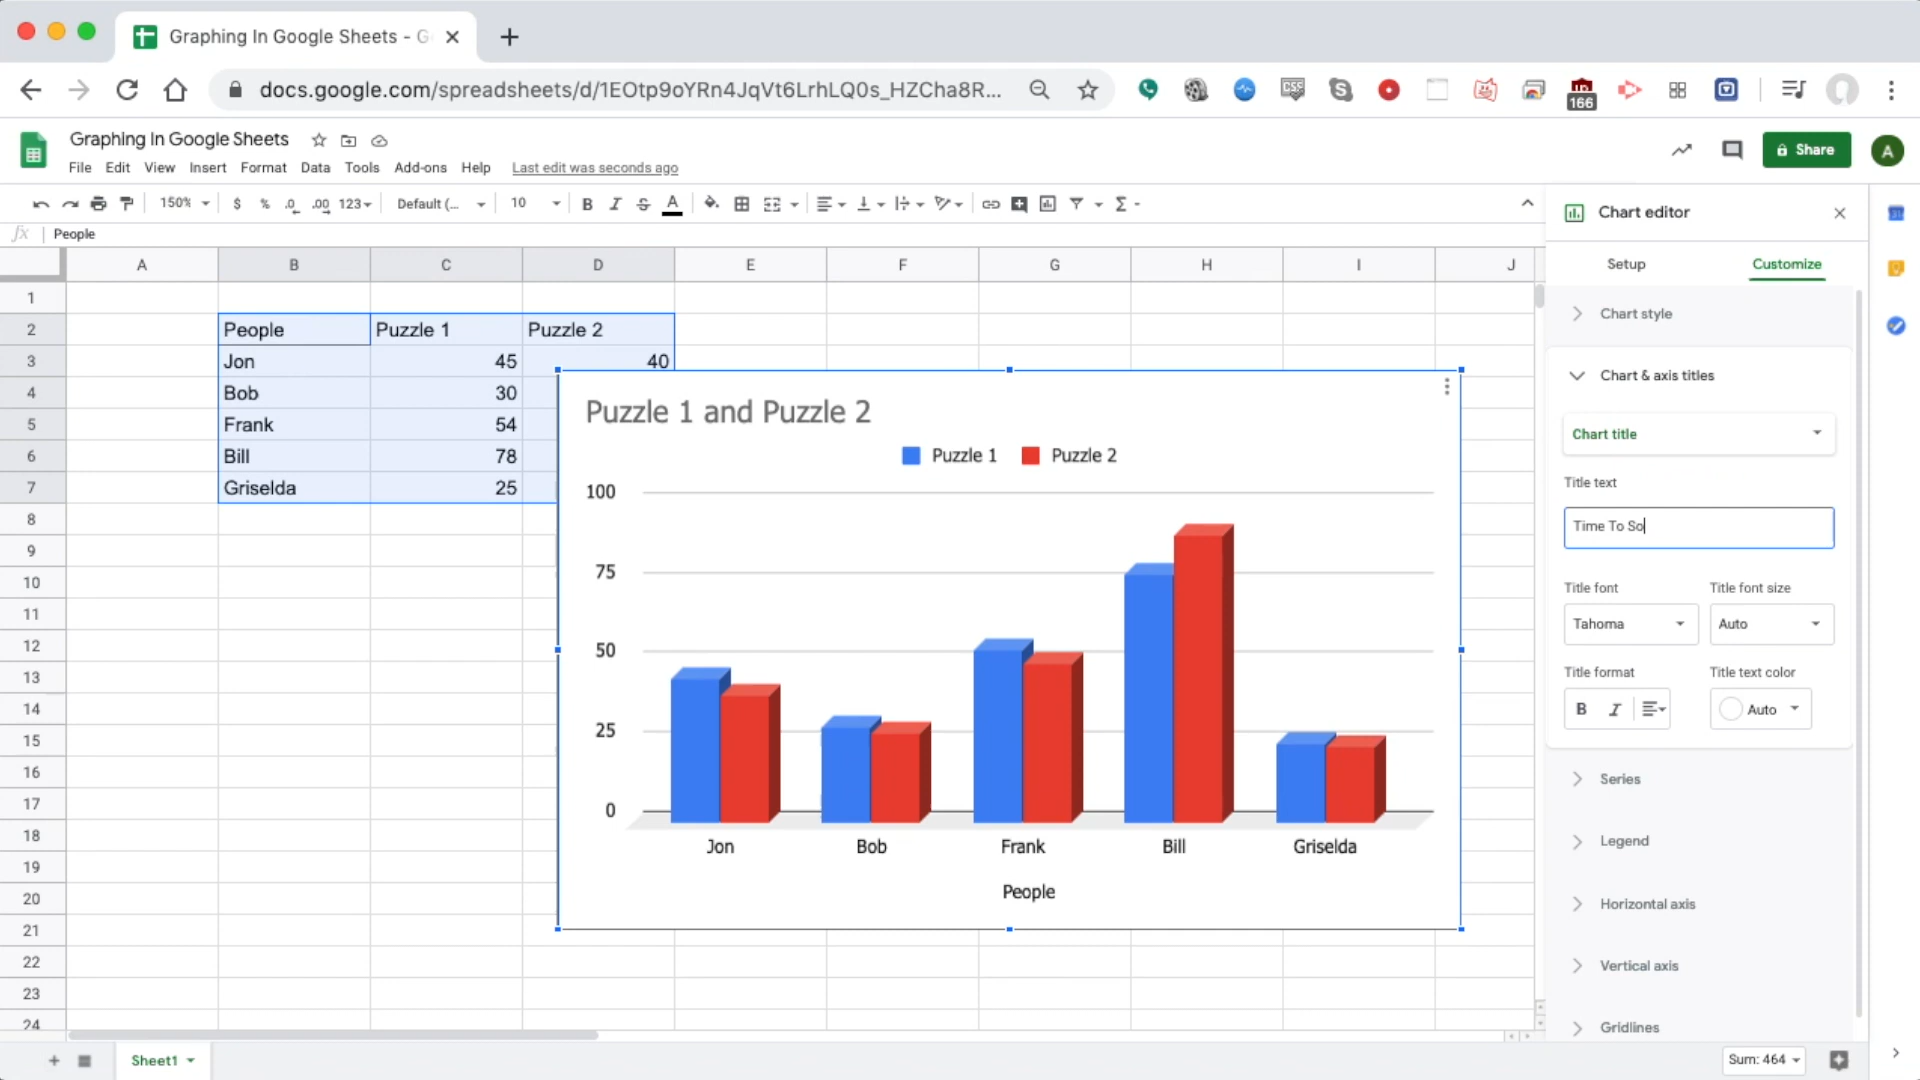 Graphing In Google Sheets - G
docs.google.com/spreadsheets/d/1EOtp9oYRn4JqVt6LrhLQ0s_HZCha8R...
CSS
166
Graphing In Google Sheets
File Edit View Insert Format Data Tools Add-ons Help Last edit was seconds ago
Share
A
150% $ % .0 .00 123 Default (... 10 B I S A
fx People
Chart editor
Setup Customize
A B C D E F G H I J
1
2 People Puzzle 1 Puzzle 2
3 Jon 45 40
4 Bob 30
5 Frank 54
6 Bill 78
7 Griselda 25
8
9
10
11
12
13
14
15
16
17
18
19
20
21
22
23
24
Puzzle 1 and Puzzle 2
Puzzle 1 Puzzle 2
100
75
50
25
0
Jon Bob Frank Bill Griselda
People
Chart style
Chart & axis titles
Chart title
Title text
Time To So
Title font Title font size
Tahoma Auto
Title format Title text color
B I Auto
Series
Legend
Horizontal axis
Vertical axis
Gridlines
Sheet1
Sum: 464